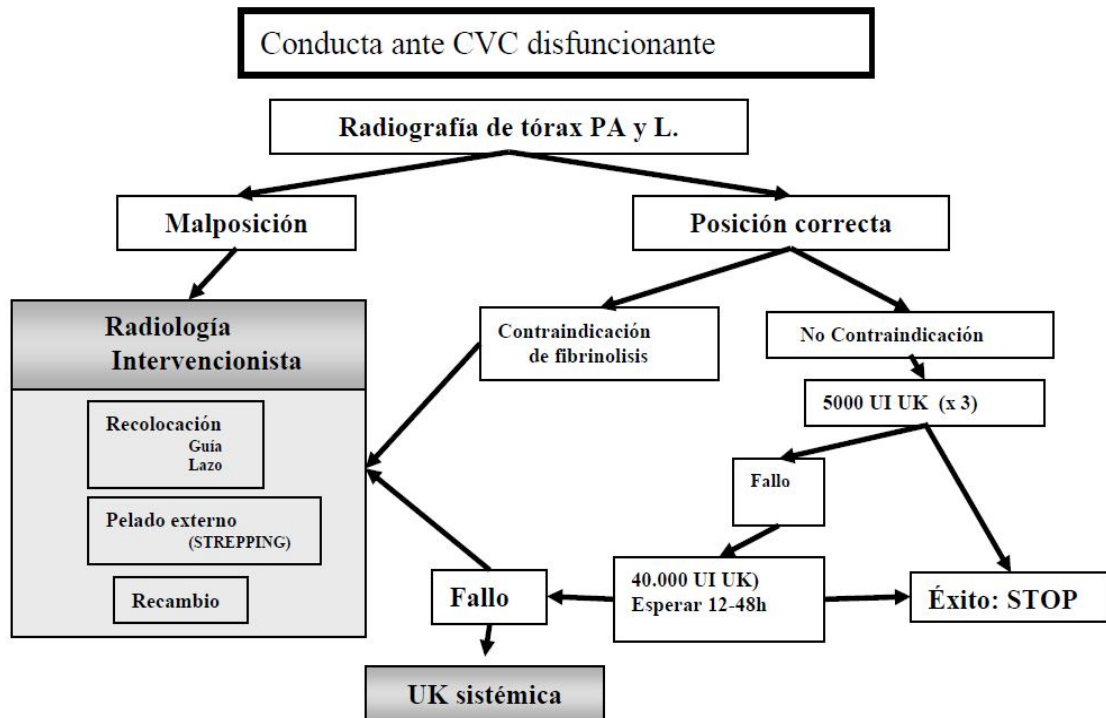 Conducta ante CVC disfuncionante
Radiografía de tórax PA y L.
Malposición
Posición correcta
Radiología
Intervencionista
Contraindicación
de fibrinolisis
No Contraindicación
Recolocación
Guía
Lazo
5000 UI UK (x 3)
Fallo
Pelado externo
(STREPPING)
Recambio
Fallo
40.000 UI UK)
Esperar 12-48h
Éxito: STOP
UK sistémica